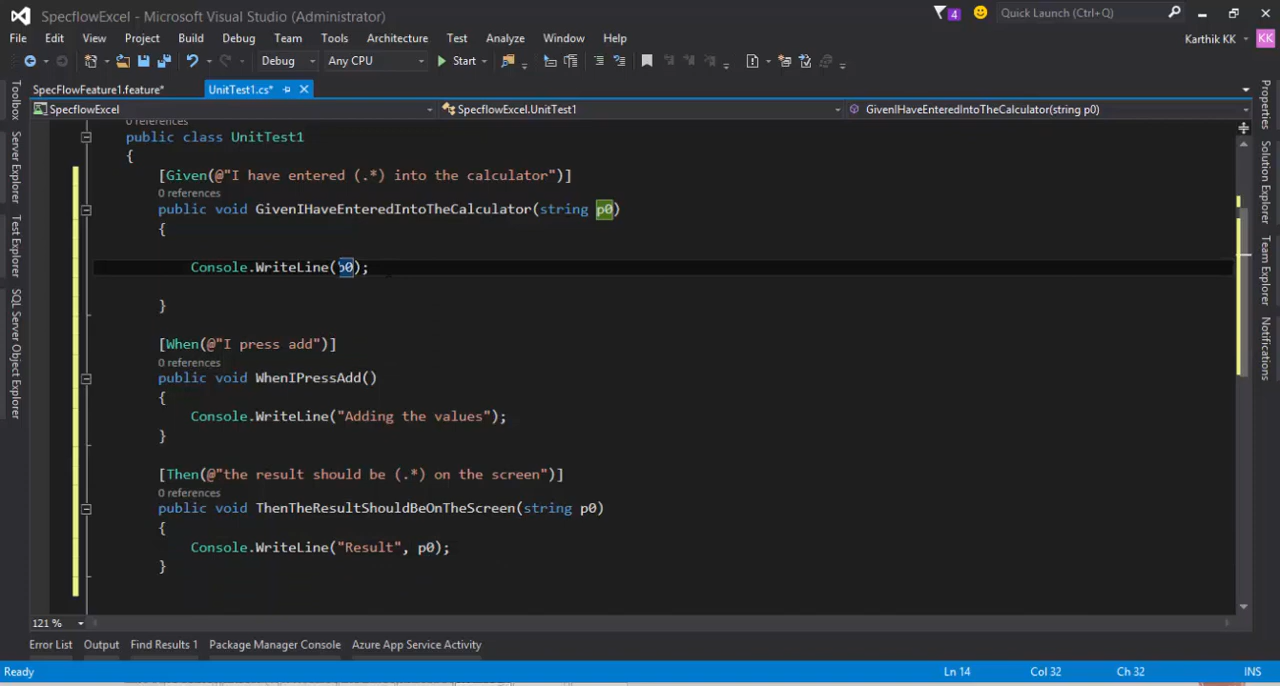 SpecflowExcel - Microsoft Visual Studio (Administrator)
4
Quick Launch (Ctrl+Q)
File Edit View Project Build Debug Team Tools Architecture Test Analyze Window Help
Karthik KK
KK
Debug
Any CPU
Start
SpecFlowFeature1.feature*
UnitTest1.cs*
SpecflowExcel
SpecflowExcel.UnitTest1
GivenIHaveEnteredIntoTheCalculator(string p0)
Toolbox
Server Explorer
Test Explorer
SQL Server Object Explorer
0 references
public class UnitTest1
{
[Given(@"I have entered (.*) into the calculator")]
0 references
public void GivenIHaveEnteredIntoTheCalculator(string p0)
{
Console.WriteLine(p0);
}
[When(@"I press add")]
0 references
public void WhenIPressAdd()
{
Console.WriteLine("Adding the values");
}
[Then(@"the result should be (.*) on the screen")]
0 references
public void ThenTheResultShouldBeOnTheScreen(string p0)
{
Console.WriteLine("Result", p0);
}
Properties
Solution Explorer
Team Explorer
Notifications
121 %
Error List Output Find Results 1 Package Manager Console Azure App Service Activity
Ready
Ln 14
Col 32
Ch 32
INS